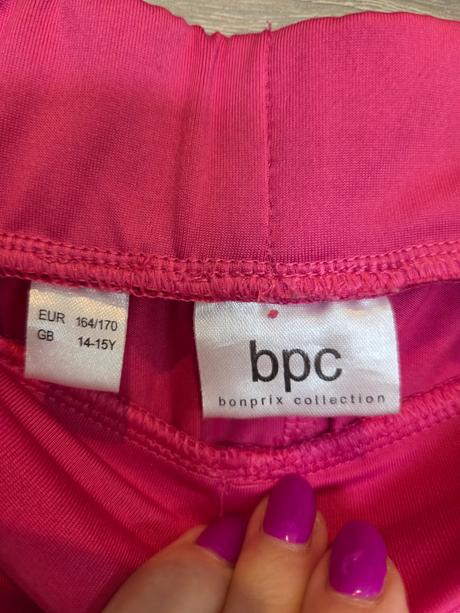 EUR 164/170
GB 14-15Y
bpc
bonprix collection